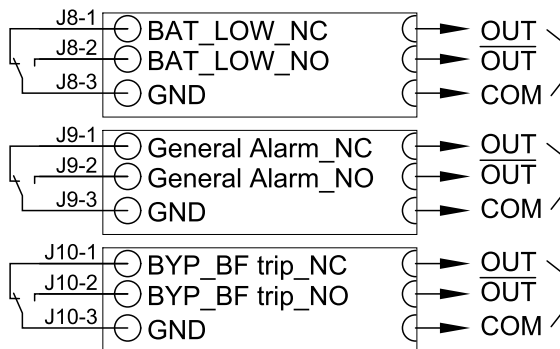 J8-1 BAT_LOW_NC OUT
J8-2 BAT_LOW_NO OUT
J8-3 GND COM
J9-1 General Alarm_NC OUT
J9-2 General Alarm_NO OUT
J9-3 GND COM
J10-1 BYP_BF trip_NC OUT
J10-2 BYP_BF trip_NO OUT
J10-3 GND COM